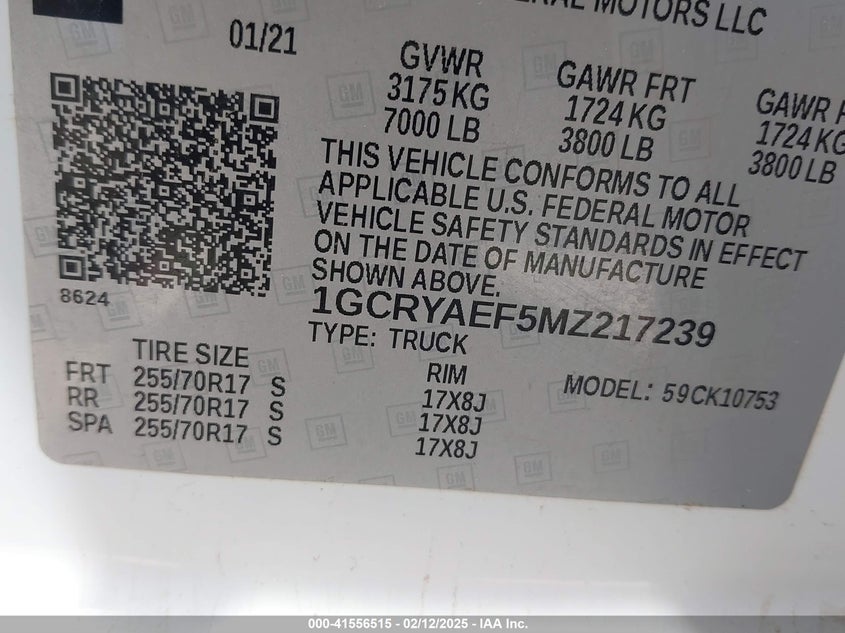 MOTORS LLC
01/21
GVWR
3175 KG
7000 LB
GAWR FRT
1724 KG
3800 LB
GAWR
1724 KG
3800 LB
THIS VEHICLE CONFORMS TO ALL
APPLICABLE U.S. FEDERAL MOTOR
VEHICLE SAFETY STANDARDS IN EFFECT
ON THE DATE OF MANUFACTURE
SHOWN ABOVE.
8624
1GCRYAEF5MZ217239
TYPE: TRUCK
MODEL: 59CK10753
TIRE SIZE
RIM
FRT 255/70R17 S 17X8J
RR 255/70R17 S 17X8J
SPA 255/70R17 S 17X8J
000-41556515 - 02/12/2025 - IAA Inc.